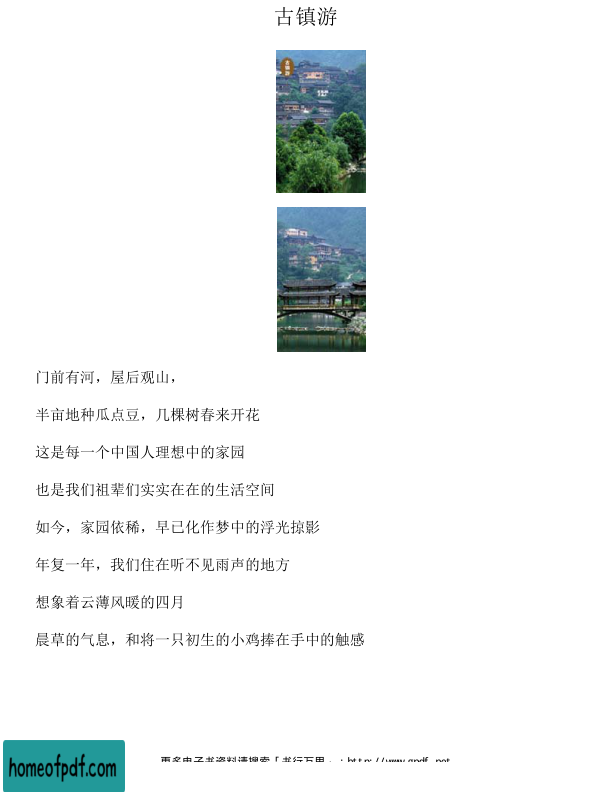 古镇游
古镇游
门前有河，屋后观山，
半亩地种瓜点豆，几棵树春来开花
这是每一个中国人理想中的家园
也是我们祖辈们实实在在的生活空间
如今，家园依稀，早已化作梦中的浮光掠影
年复一年，我们住在听不见雨声的地方
想象着云薄风暖的四月
晨草的气息，和将一只初生的小鸡捧在手中的触感
更多电子书资料请搜索「书行万里」：http://www.gpdf.net
homeofpdf.com